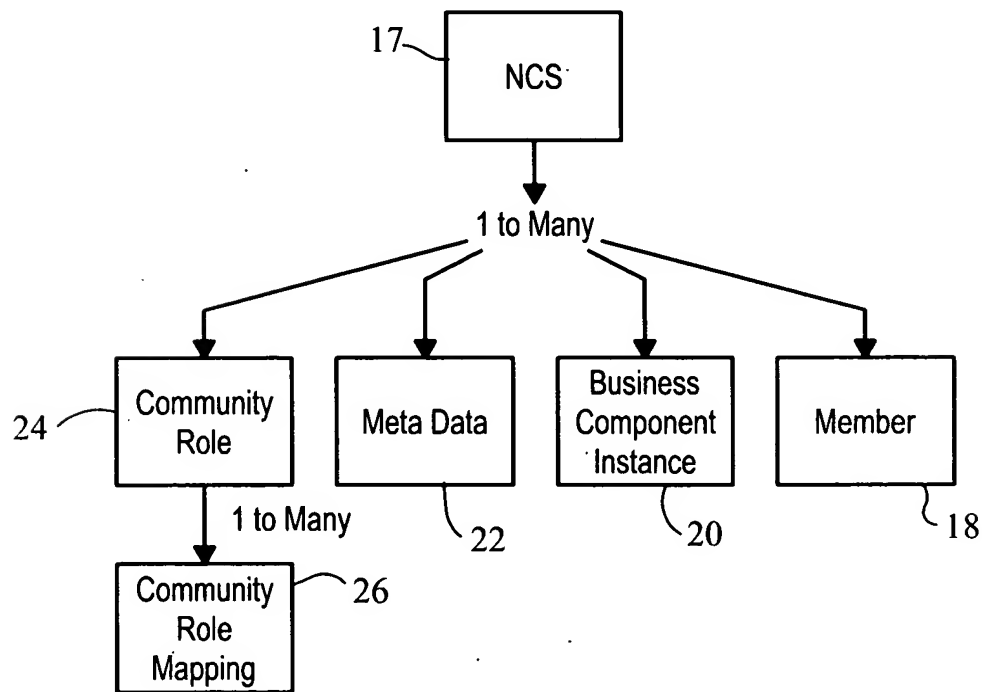 17
NCS
1 to Many
24
Community
Role
Meta Data
22
Business
Component
Instance
20
Member
18
1 to Many
Community
Role
Mapping
26